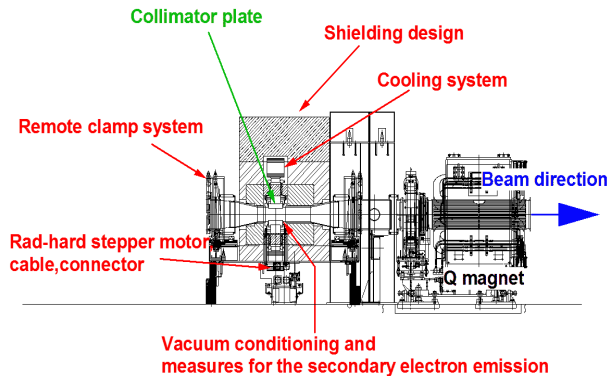 Collimator plate
Shielding design
Cooling system
Remote clamp system
Beam direction
Rad-hard stepper motor,
cable,connector
Q magnet
Vacuum conditioning and
measures for the secondary electron emission